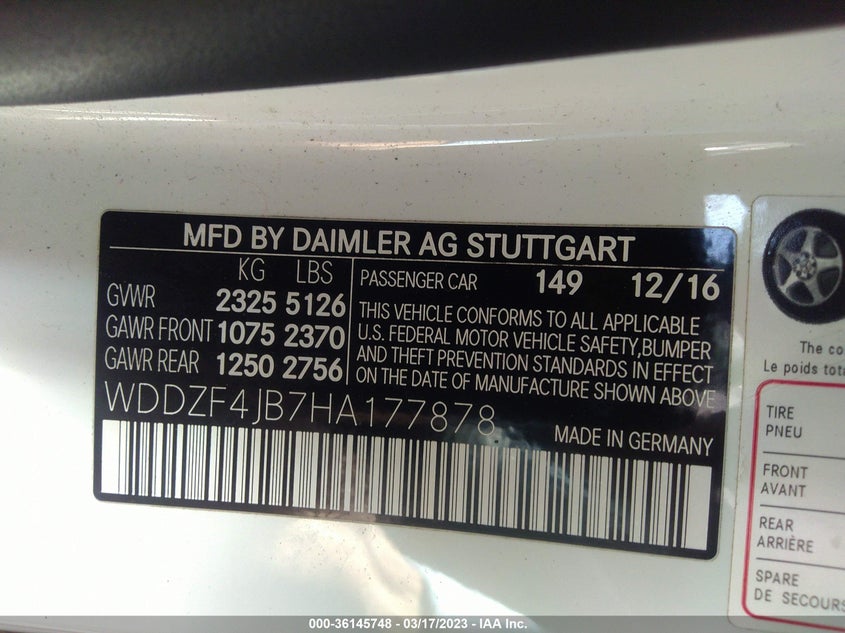 MFD BY DAIMLER AG STUTTGART
KG LBS
GVWR 2325 5126
GAWR FRONT 1075 2370
GAWR REAR 1250 2756
PASSENGER CAR 149 12/16
THIS VEHICLE CONFORMS TO ALL APPLICABLE
U.S. FEDERAL MOTOR VEHICLE SAFETY, BUMPER
AND THEFT PREVENTION STANDARDS IN EFFECT
ON THE DATE OF MANUFACTURE SHOWN ABOVE
WDDZF4JB7HA177878
MADE IN GERMANY
The co
Le poids tot
TIRE
PNEU
FRONT
AVANT
REAR
ARRIÈRE
SPARE
DE SECOURS
000-36145748 - 03/17/2023 - IAA Inc.